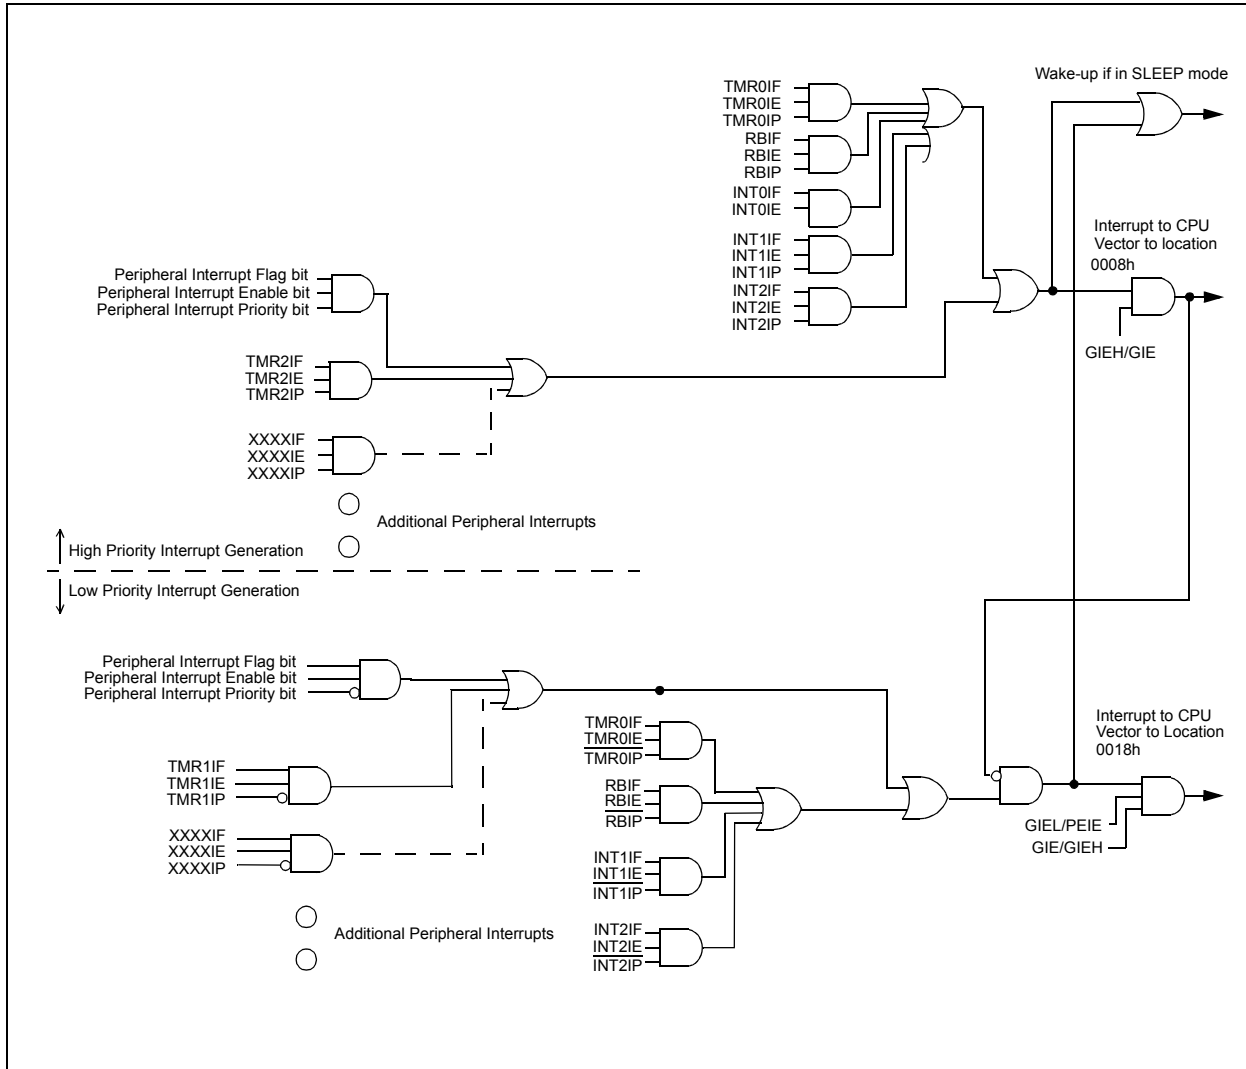 Wake-up if in SLEEP mode
TMR0IF
TMR0IE
TMR0IP
RBIF
RBIE
RBIP
INT0IF
INT0IE
INT1IF
INT1IE
INT1IP
INT2IF
INT2IE
INT2IP
Interrupt to CPU
Vector to location
0008h
GIEH/GIE
Peripheral Interrupt Flag bit
Peripheral Interrupt Enable bit
Peripheral Interrupt Priority bit
TMR2IF
TMR2IE
TMR2IP
XXXXIF
XXXXIE
XXXXIP
Additional Peripheral Interrupts
High Priority Interrupt Generation
Low Priority Interrupt Generation
Peripheral Interrupt Flag bit
Peripheral Interrupt Enable bit
Peripheral Interrupt Priority bit
TMR1IF
TMR1IE
TMR1IP
XXXXIF
XXXXIE
XXXXIP
Additional Peripheral Interrupts
TMR0IF
TMR0IE
TMR0IP
RBIF
RBIE
RBIP
INT1IF
INT1IE
INT1IP
INT2IF
INT2IE
INT2IP
Interrupt to CPU
Vector to Location
0018h
GIEL/PEIE
GIE/GIEH